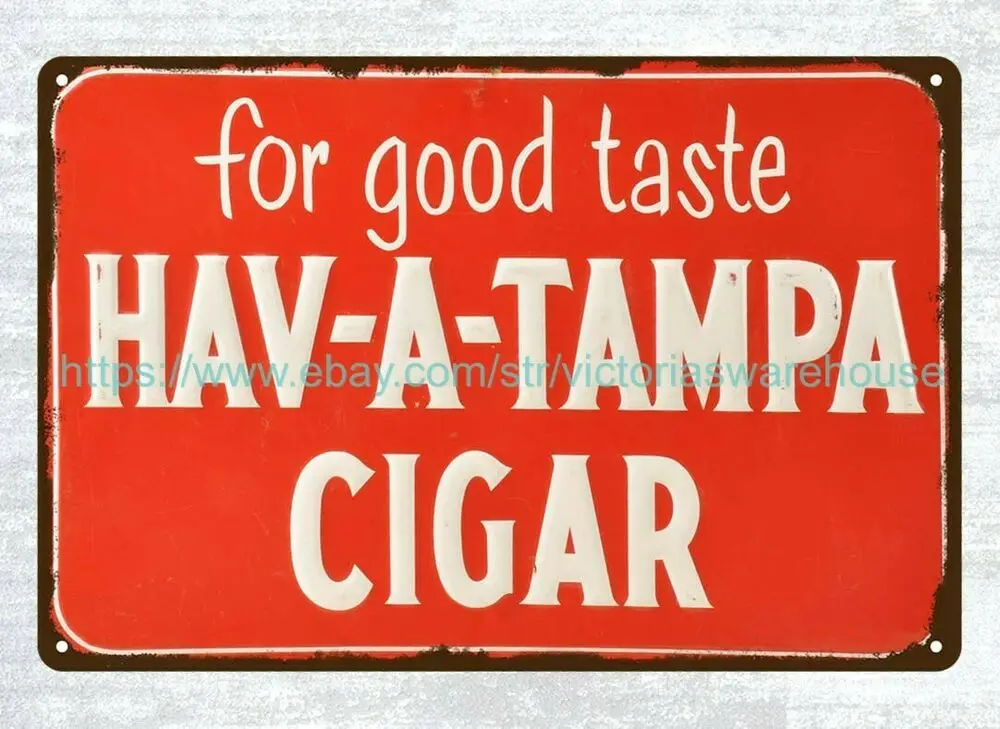 for good taste
HAV-A-TAMPA
https://www.ebay.com/str/victoriaswarehouse
CIGAR